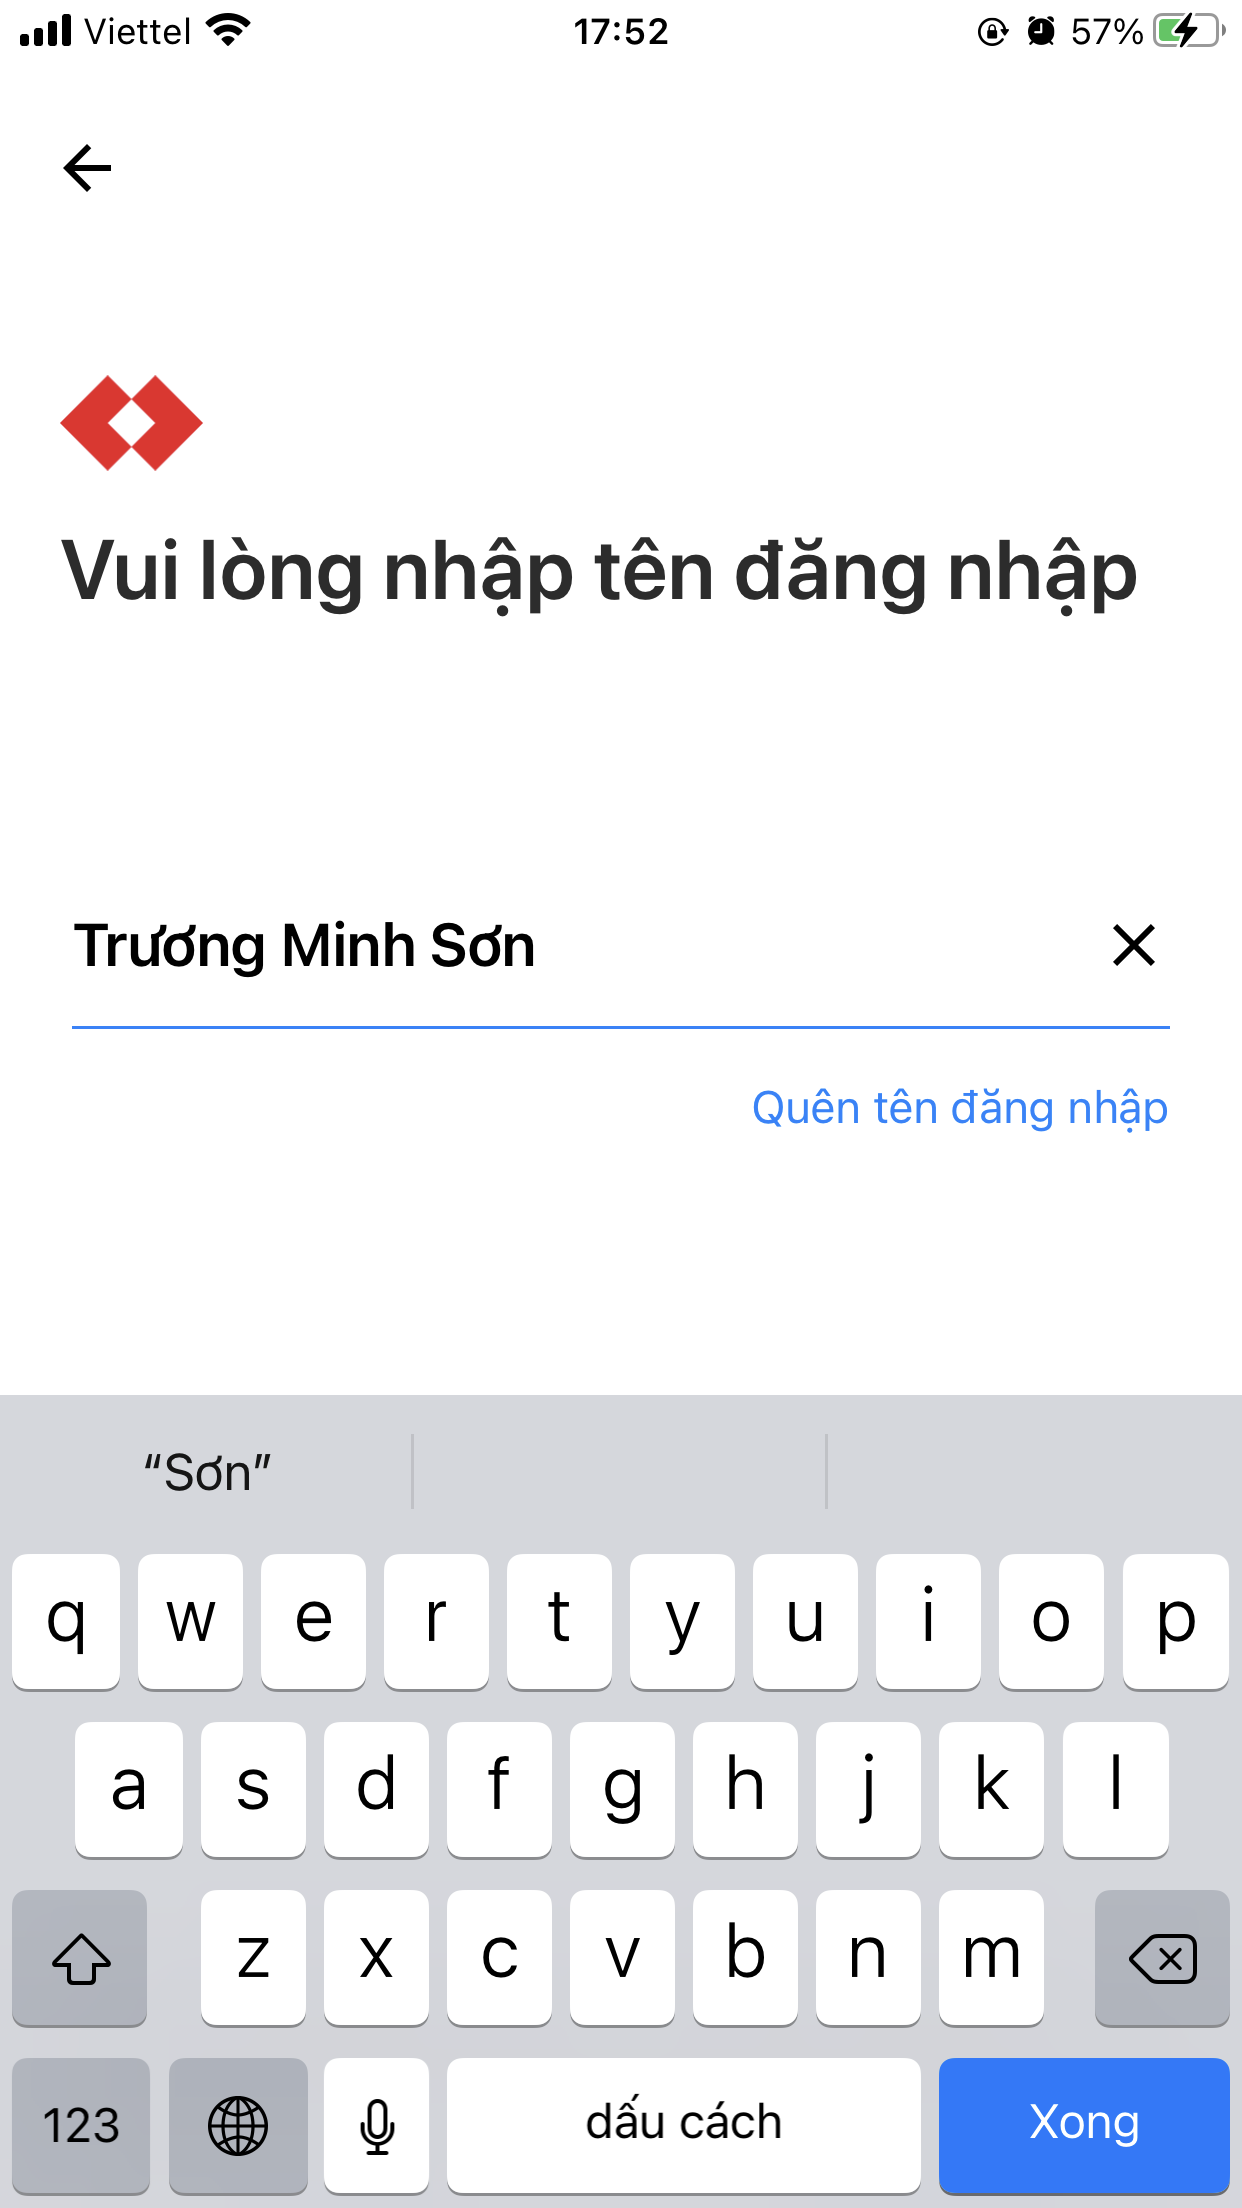 Viettel 17:52 57%
Vui lòng nhập tên đăng nhập
Trương Minh Sơn
Quên tên đăng nhập
“Sơn”
q w e r t y u i o p
a s d f g h j k l
z x c v b n m
123 dấu cách Xong